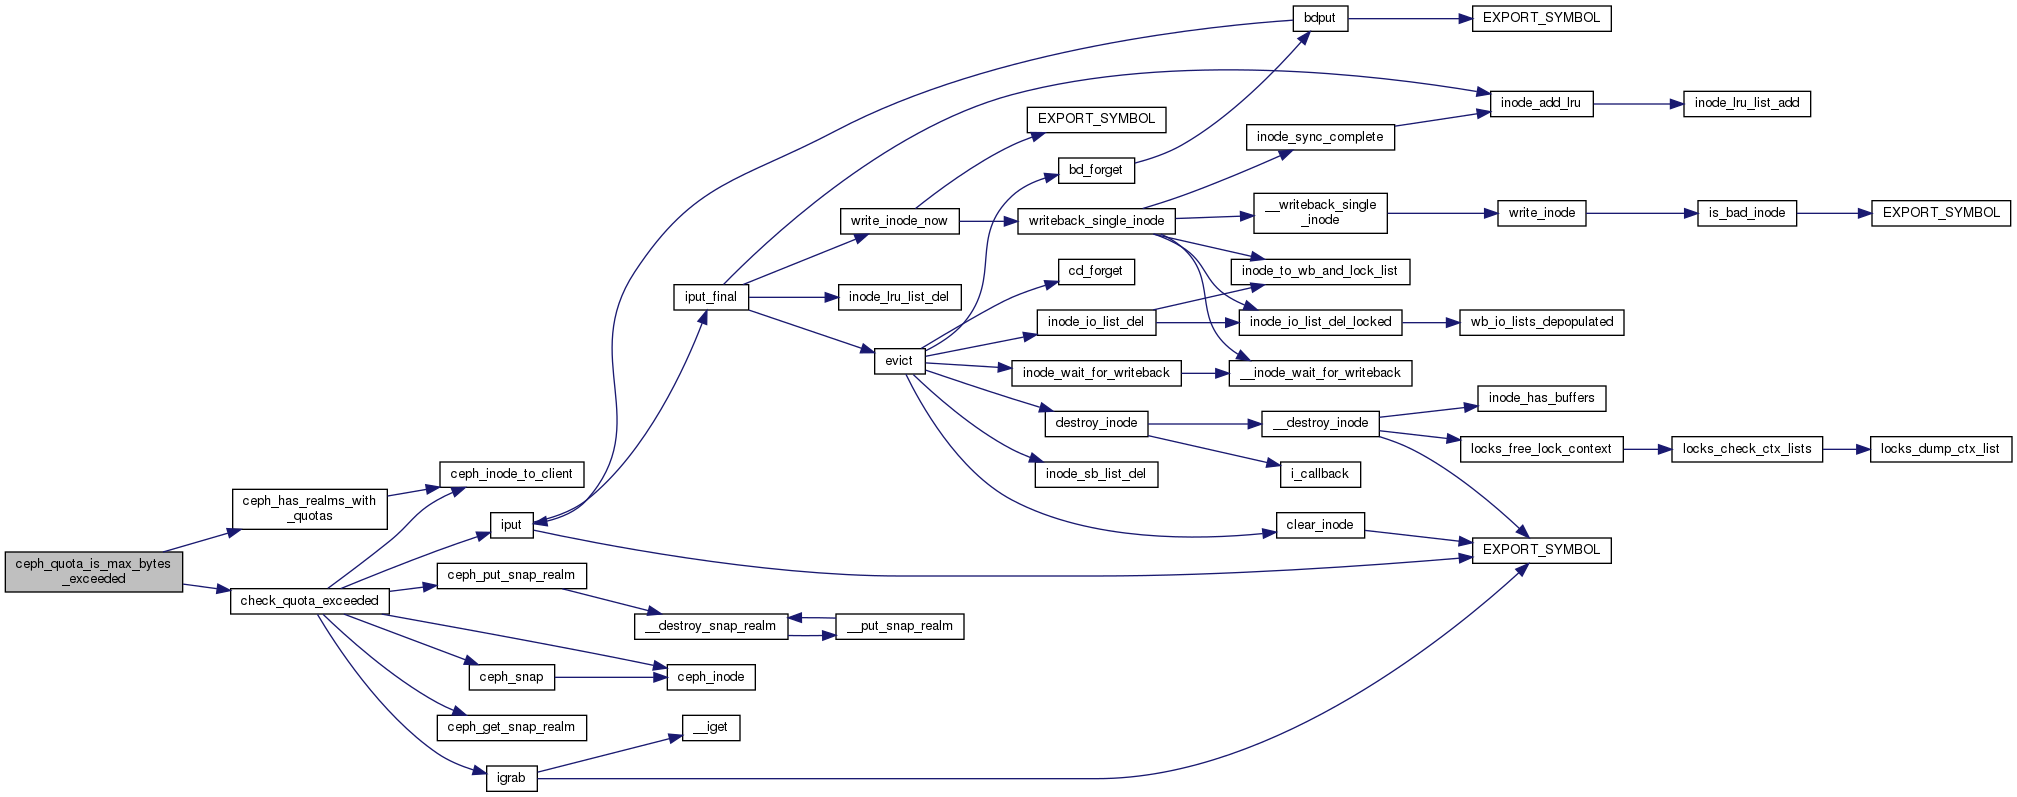 bdput
EXPORT_SYMBOL
inode_add_lru
inode_lru_list_add
EXPORT_SYMBOL
inode_sync_complete
bd_forget
write_inode_now
writeback_single_inode
__writeback_single
_inode
write_inode
is_bad_inode
EXPORT_SYMBOL
cd_forget
inode_to_wb_and_lock_list
iput_final
inode_lru_list_del
inode_io_list_del
inode_io_list_del_locked
wb_io_lists_depopulated
evict
inode_wait_for_writeback
__inode_wait_for_writeback
inode_has_buffers
destroy_inode
__destroy_inode
locks_free_lock_context
locks_check_ctx_lists
locks_dump_ctx_list
ceph_inode_to_client
inode_sb_list_del
i_callback
ceph_has_realms_with
_quotas
iput
clear_inode
EXPORT_SYMBOL
ceph_quota_is_max_bytes
_exceeded
ceph_put_snap_realm
check_quota_exceeded
__destroy_snap_realm
__put_snap_realm
ceph_snap
ceph_inode
ceph_get_snap_realm
__iget
igrab